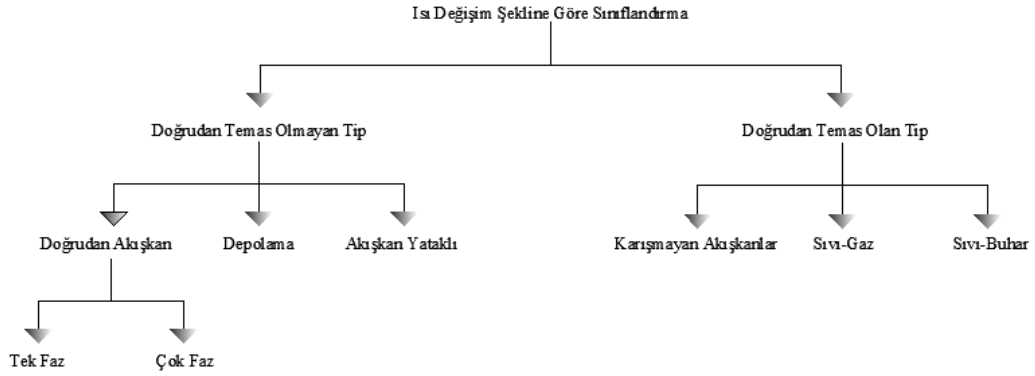 Isı Değişim Şekline Göre Sınıflandırma
Doğrudan Temas Olmayan Tip
Doğrudan Temas Olan Tip
Doğrudan Akışkan
Depolama
Akışkan Yataklı
Karışmayan Akışkanlar
Sıvı-Gaz
Sıvı-Buhar
Tek Faz
Çok Faz